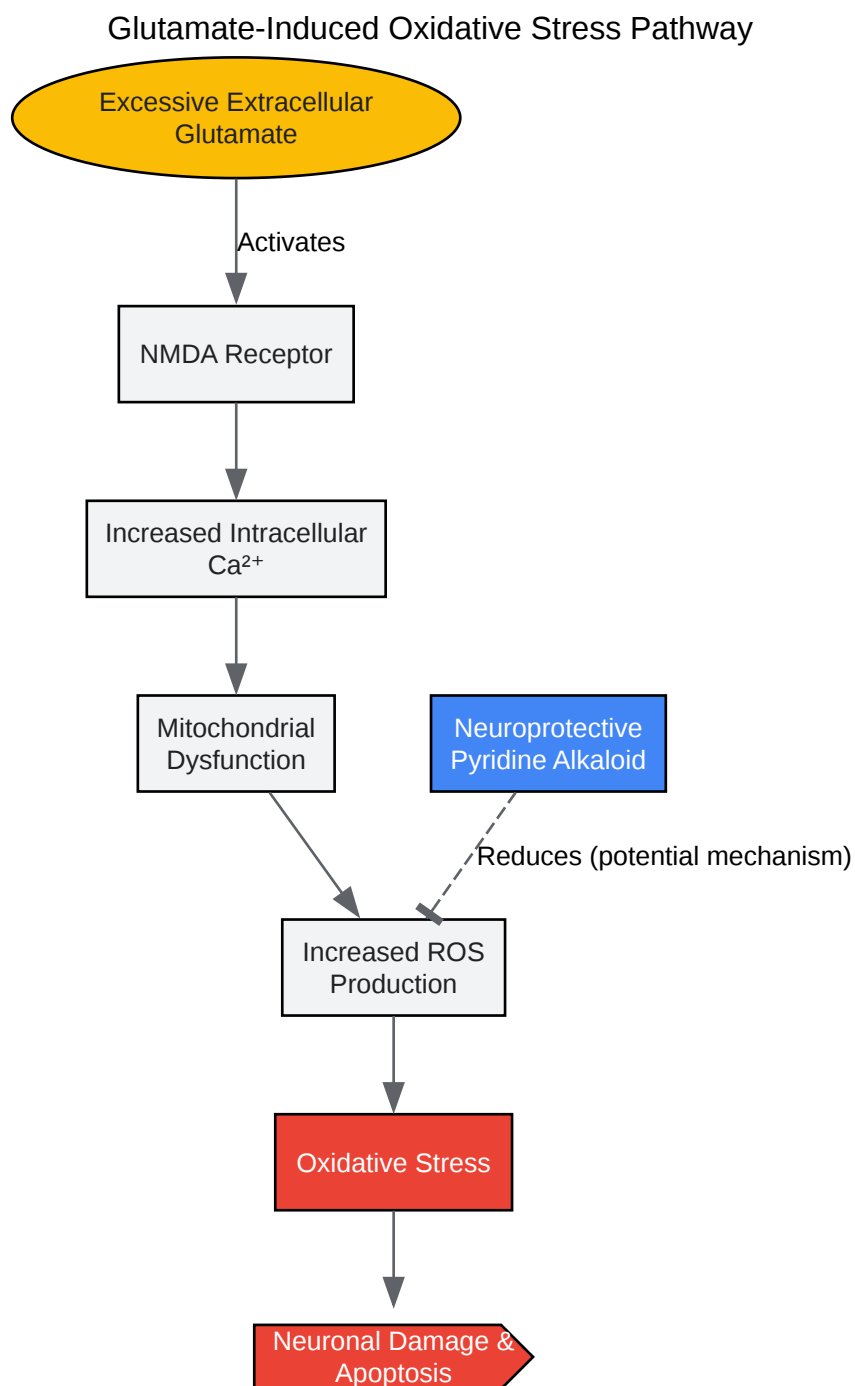 Glutamate-Induced Oxidative Stress Pathway
Excessive Extracellular
Glutamate
Activates
NMDA Receptor
Increased Intracellular
Ca²⁺
Mitochondrial
Dysfunction
Neuroprotective
Pyridine Alkaloid
Reduces (potential mechanism)
Increased ROS
Production
Oxidative Stress
Neuronal Damage &
Apoptosis